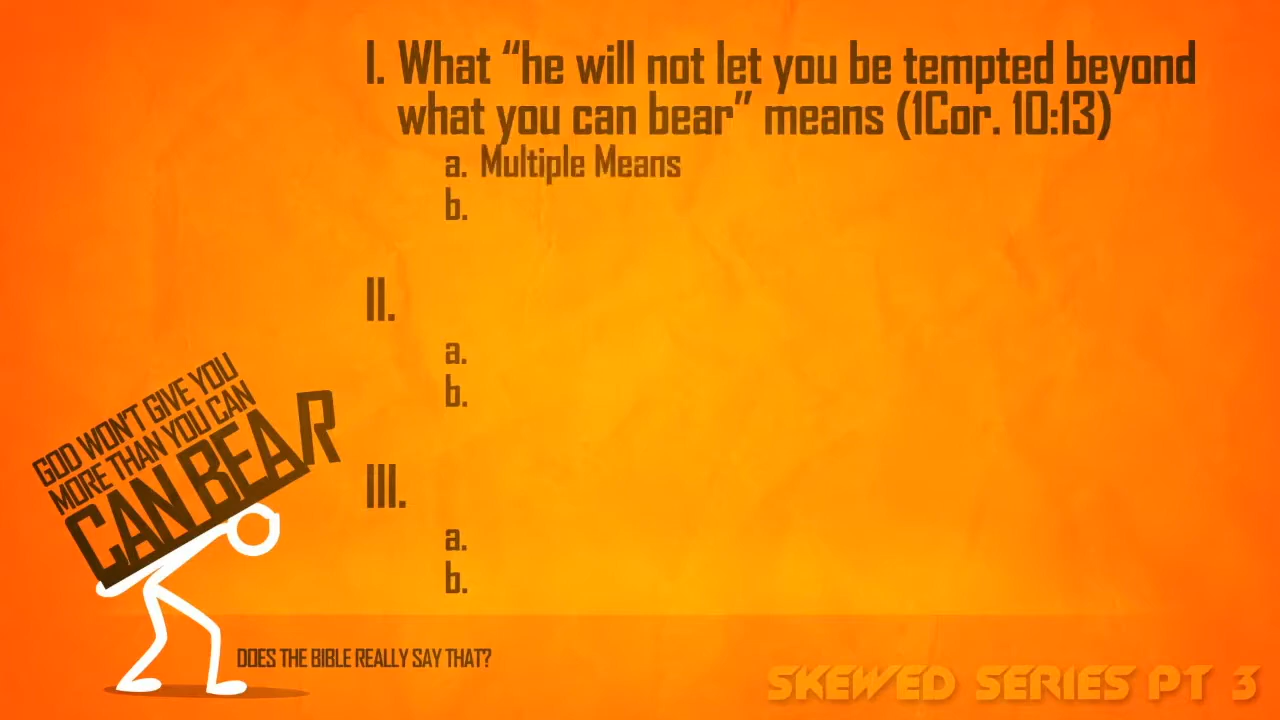 I. What “he will not let you be tempted beyond
what you can bear” means (1Cor. 10:13)
a. Multiple Means
b.
II.
a.
b.
III.
a.
b.
GOD WON'T GIVE YOU
MORE THAN YOU CAN
CAN BEAR
DOES THE BIBLE REALLY SAY THAT?
SKEWED SERIES PT 3